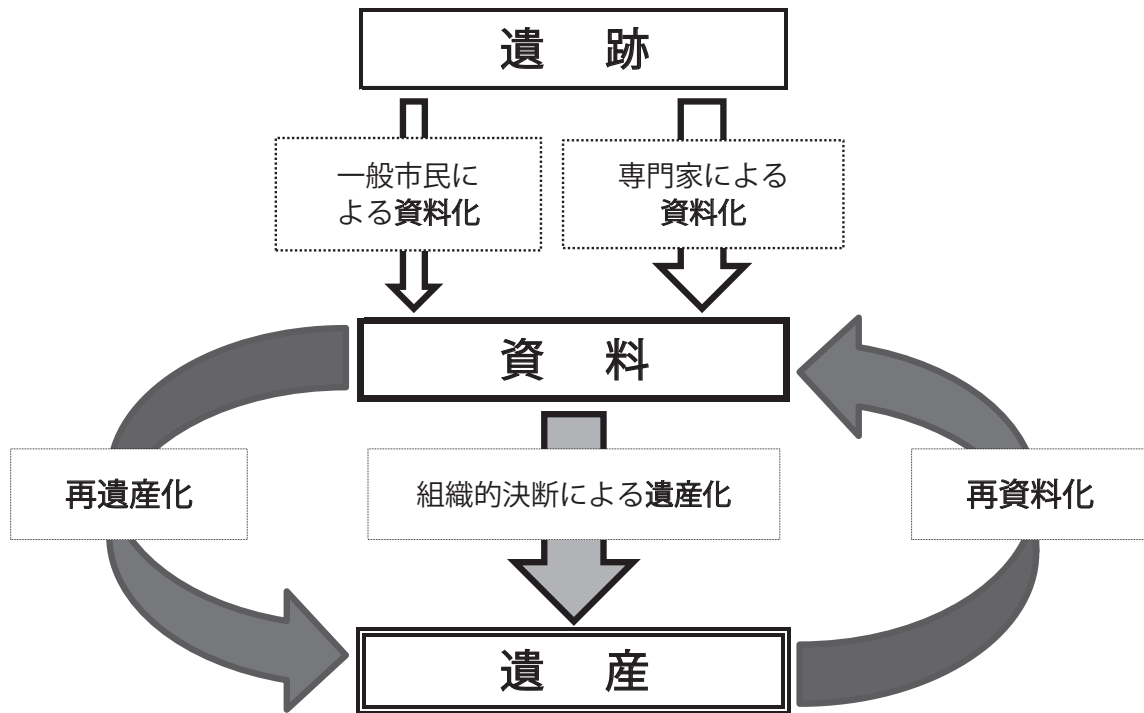 遺　跡
一般市民に
よる資料化
専門家による
資料化
資　料
再遺産化
組織的決断による遺産化
再資料化
遺　産